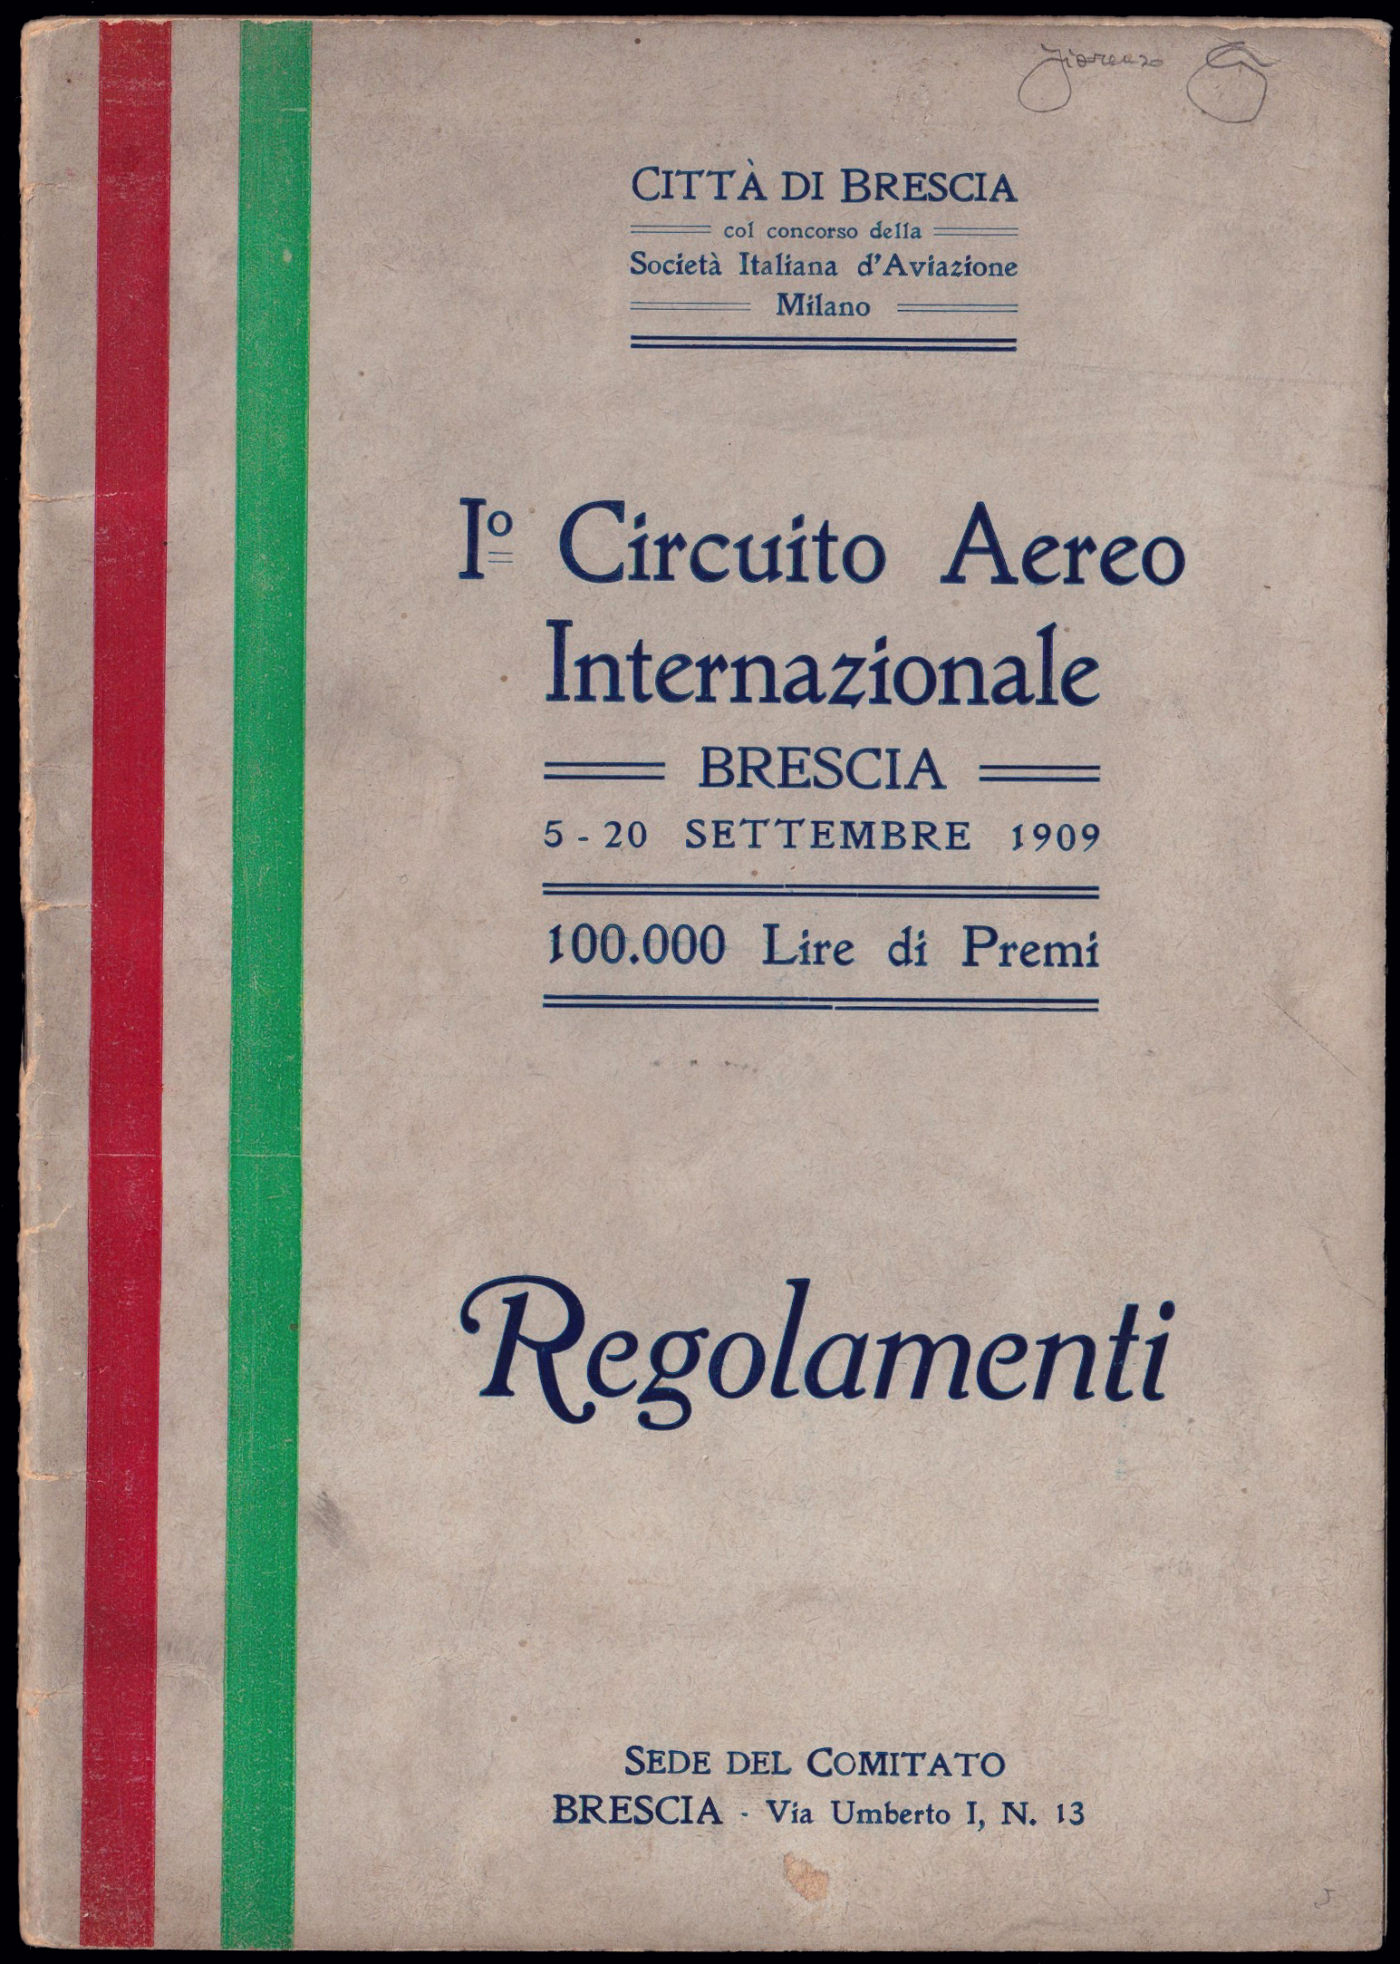 CITTÀ DI BRESCIA
col concorso della
Società Italiana d'Aviazione
Milano
Iº Circuito Aereo
Internazionale
BRESCIA
5 - 20 SETTEMBRE 1909
100.000 Lire di Premi
Regolamenti
SEDE DEL COMITATO
BRESCIA - Via Umberto I, N. 13